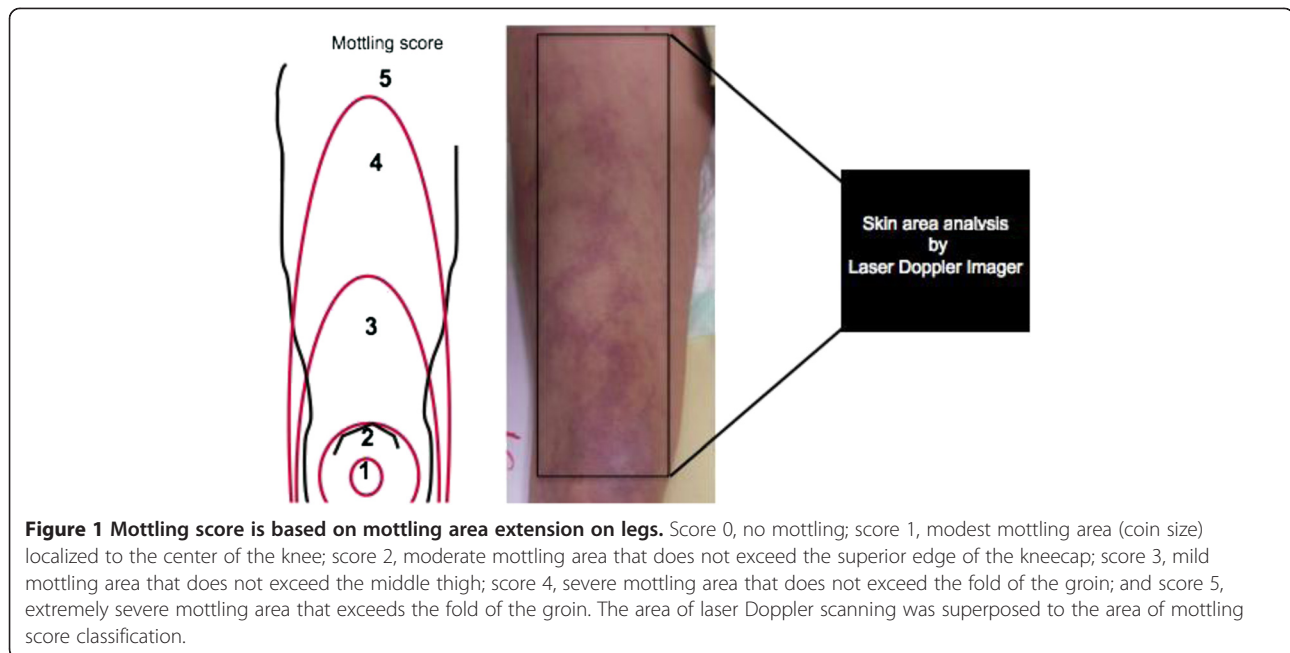 Mottling score
5
4
3
2
1
Skin area analysis
by
Laser Doppler Imager
Figure 1 Mottling score is based on mottling area extension on legs. Score 0, no mottling; score 1, modest mottling area (coin size)
localized to the center of the knee; score 2, moderate mottling area that does not exceed the superior edge of the kneecap; score 3, mild
mottling area that does not exceed the middle thigh; score 4, severe mottling area that does not exceed the fold of the groin; and score 5,
extremely severe mottling area that exceeds the fold of the groin. The area of laser Doppler scanning was superposed to the area of mottling
score classification.